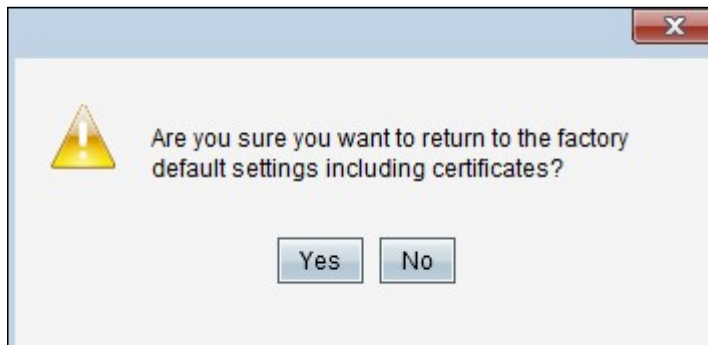 Are you sure you want to return to the factory
default settings including certificates?
Yes No